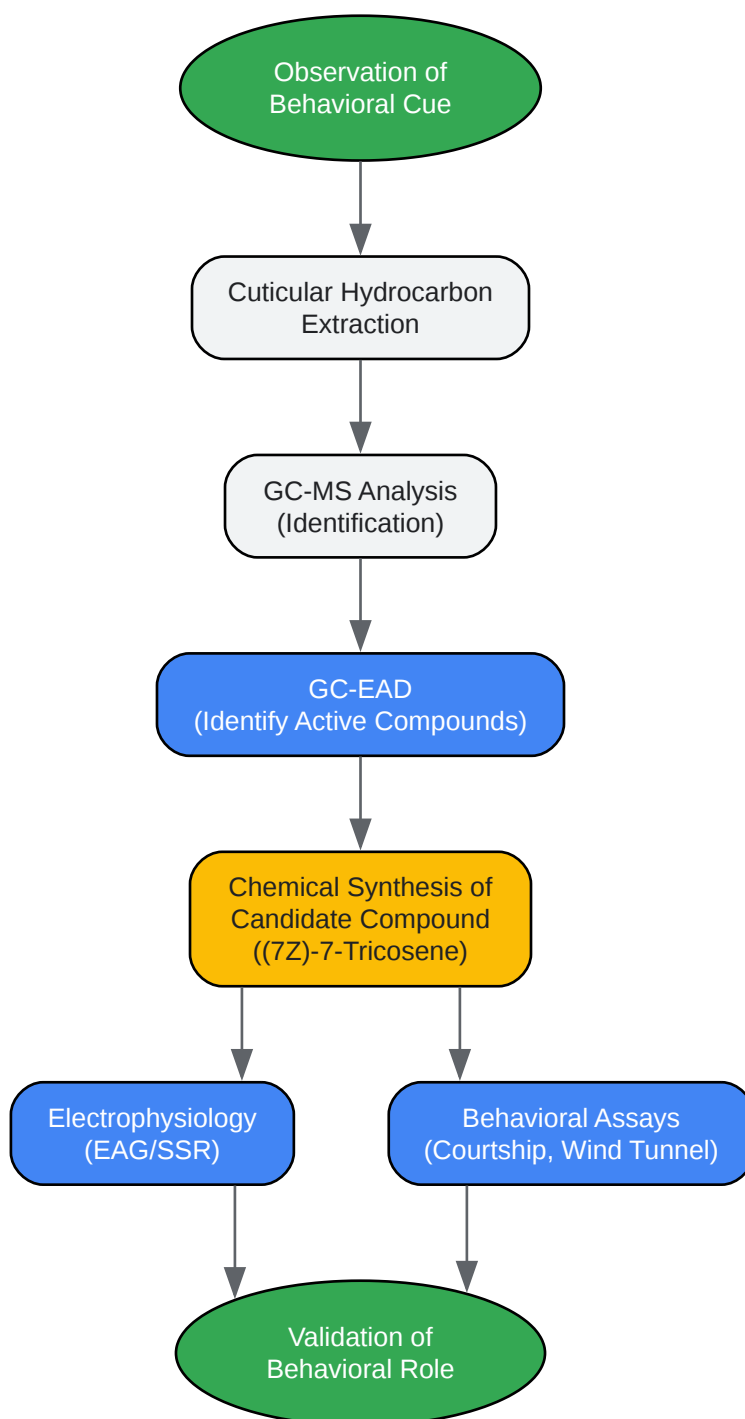 Observation of
Behavioral Cue
Cuticular Hydrocarbon
Extraction
GC-MS Analysis
(Identification)
GC-EAD
(Identify Active Compounds)
Chemical Synthesis of
Candidate Compound
((7Z)-7-Tricosene)
Electrophysiology
(EAG/SSR)
Behavioral Assays
(Courtship, Wind Tunnel)
Validation of
Behavioral Role